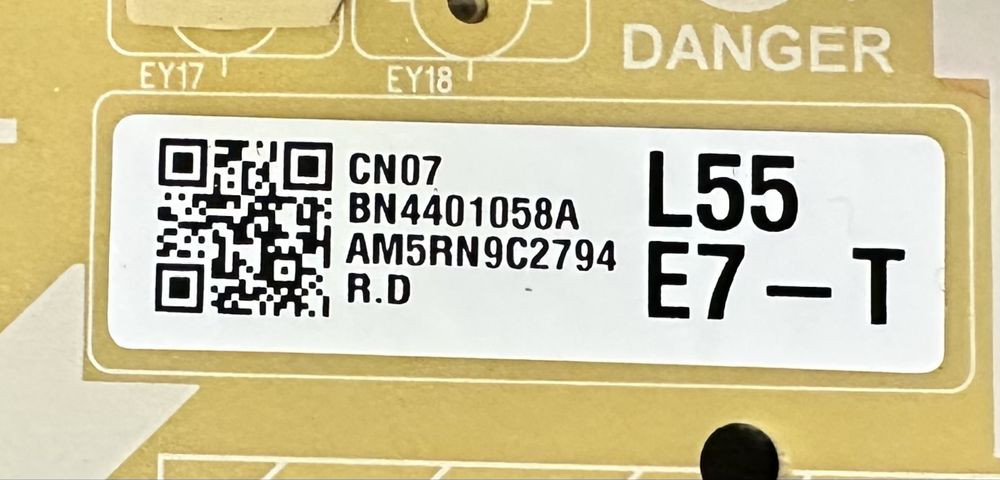 EY17
EY18
DANGER
CN07
BN4401058A
AM5RN9C2794
R.D
L55
E7-T